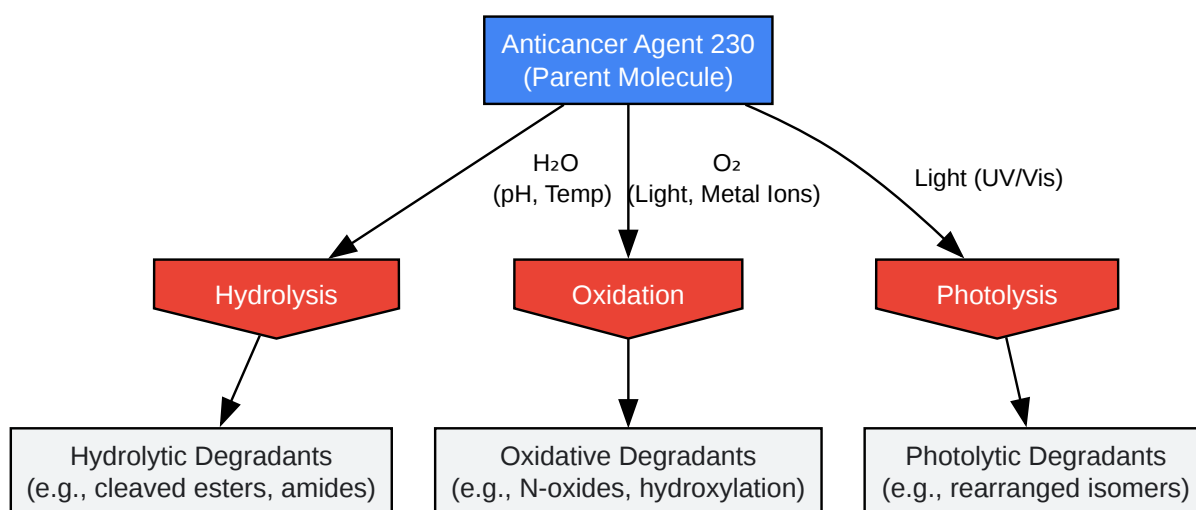 Anticancer Agent 230
(Parent Molecule)
H₂O
(pH, Temp)
O₂
(Light, Metal Ions)
Light (UV/Vis)
Hydrolysis
Oxidation
Photolysis
Hydrolytic Degradants
(e.g., cleaved esters, amides)
Oxidative Degradants
(e.g., N-oxides, hydroxylation)
Photolytic Degradants
(e.g., rearranged isomers)